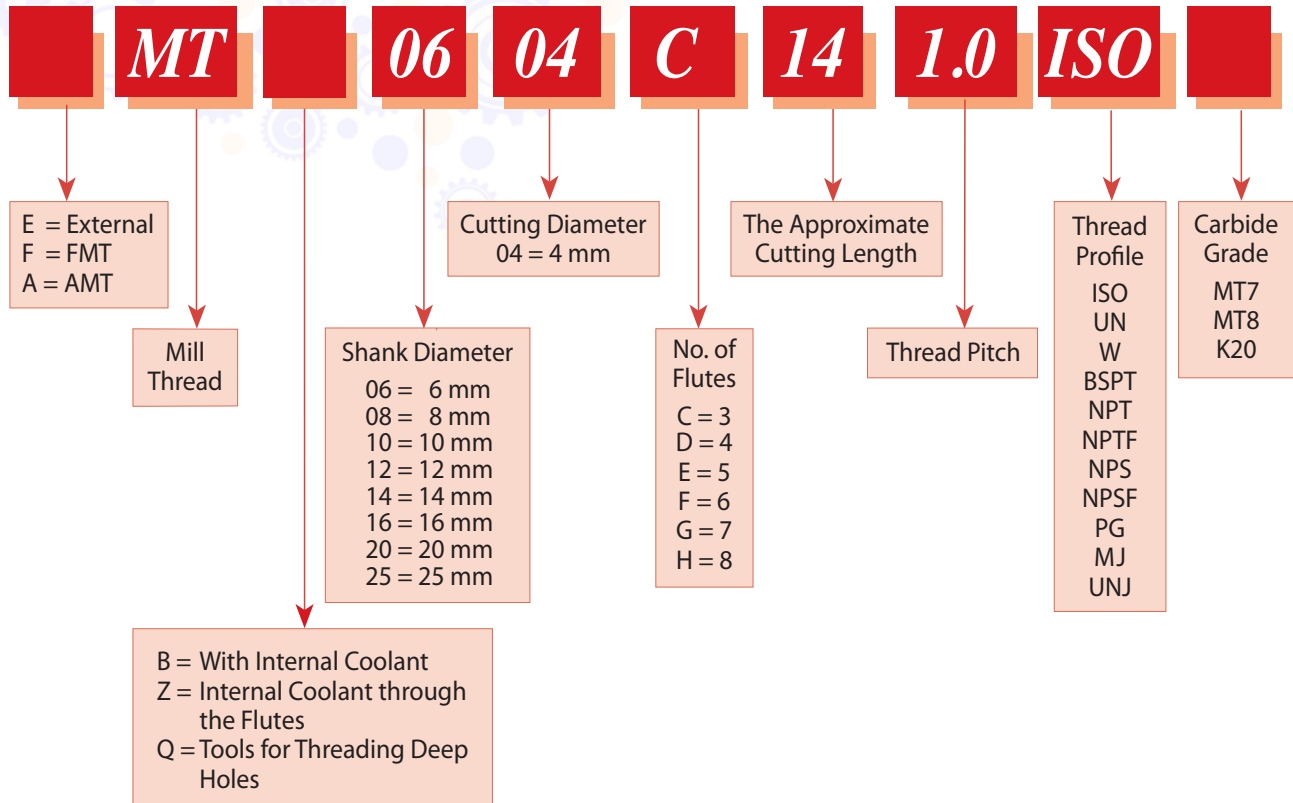 MT 06 04 C 14 1.0 ISO
E = External
F = FMT
A = AMT
Mill
Thread
B = With Internal Coolant
Z = Internal Coolant through
the Flutes
Q = Tools for Threading Deep
Holes
Shank Diameter
06 = 6 mm
08 = 8 mm
10 = 10 mm
12 = 12 mm
14 = 14 mm
16 = 16 mm
20 = 20 mm
25 = 25 mm
Cutting Diameter
04 = 4 mm
No. of
Flutes
C = 3
D = 4
E = 5
F = 6
G = 7
H = 8
The Approximate
Cutting Length
Thread Pitch
Thread
Profile
ISO
UN
W
BSPT
NPT
NPTF
NPS
NPSF
PG
MJ
UNJ
Carbide
Grade
MT7
MT8
K20